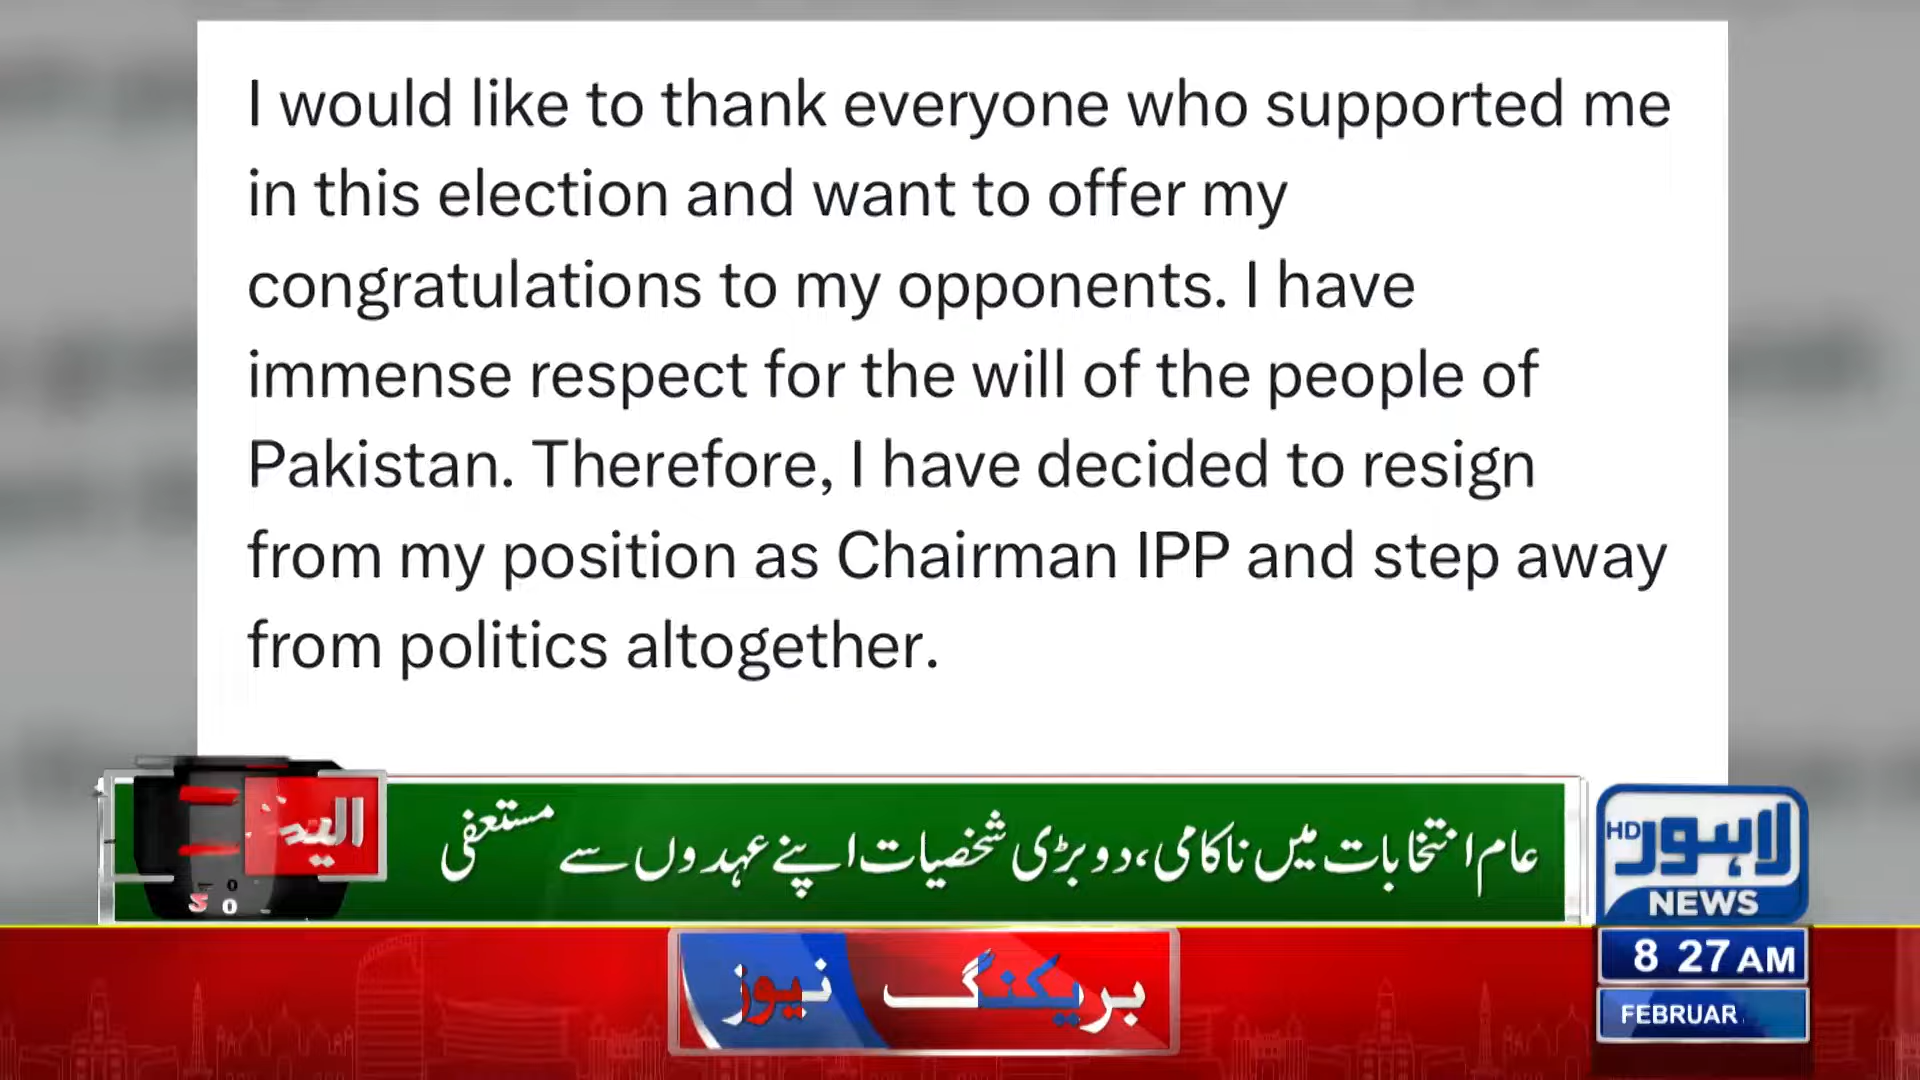 I would like to thank everyone who supported me
in this election and want to offer my
congratulations to my opponents. I have
immense respect for the will of the people of
Pakistan. Therefore, I have decided to resign
from my position as Chairman IPP and step away
from politics altogether.
عام انتخابات میں ناکامی، دو بڑی شخصیات اپنے عہدوں سے مستعفی
لاہور
HD
NEWS
بریکنگ نیوز
8 27 AM
FEBRUAR